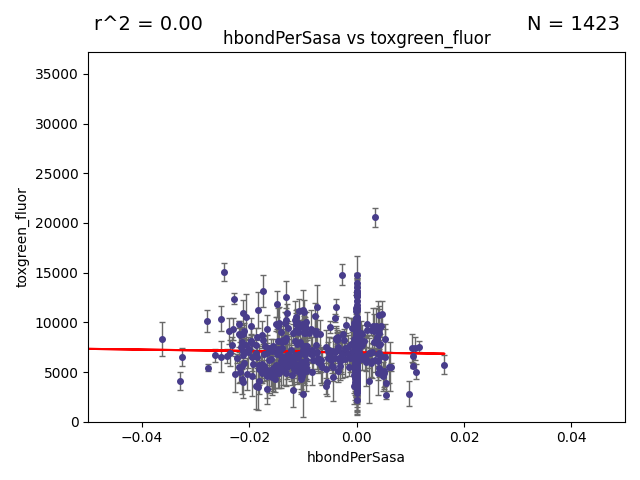 r^2 = 0.00
N = 1423
hbondPerSasa vs toxgreen_fluor
35000
30000
25000
20000
15000
10000
5000
0
toxgreen_fluor
−0.04
−0.02
0.00
0.02
0.04
hbondPerSasa